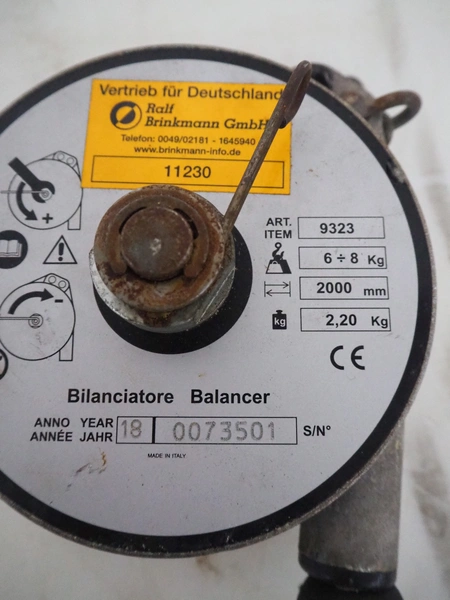 Vertrieb für Deutschland
Ralf
Brinkmann GmbH
Telefon: 0049/02181 - 1645940
www.brinkmann-info.de
11230
+
ART.
ITEM
9323
6 ÷ 8 Kg
2000 mm
kg
2,20 Kg
-
CE
Bilanciatore Balancer
ANNO YEAR
ANNÉE JAHR
18 0073501 S/N°
MADE IN ITALY